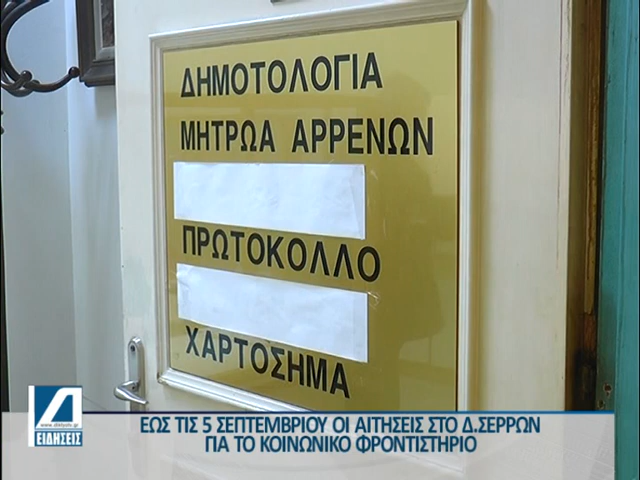 ΔΗΜΟΤΟΛΟΓΙΑ
ΜΗΤΡΩΑ ΑΡΡΕΝΩΝ
ΠΡΩΤΟΚΟΛΛΟ
ΧΑΡΤΟΣΗΜΑ
ΕΩΣ ΤΙΣ 5 ΣΕΠΤΕΜΒΡΙΟΥ ΟΙ ΑΙΤΗΣΕΙΣ ΣΤΟ Δ.ΣΕΡΡΩΝ
ΓΙΑ ΤΟ ΚΟΙΝΩΝΙΚΟ ΦΡΟΝΤΙΣΤΗΡΙΟ
ΕΙΔΗΣΕΙΣ